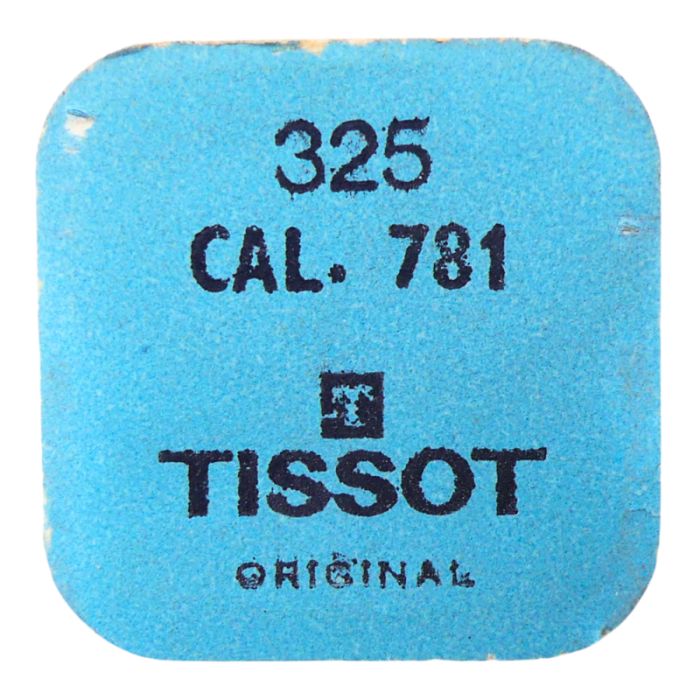 325
CAL. 781
T
TISSOT
ORIGINAL